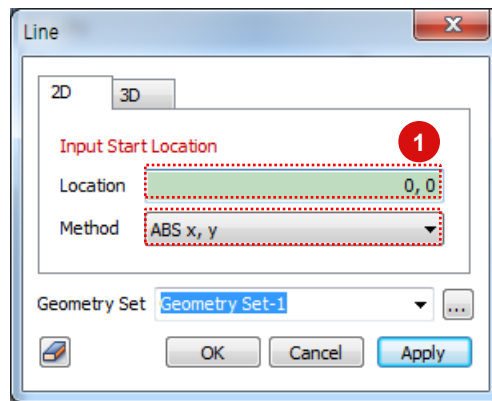 Line
2D 3D
Input Start Location
1
Location 0, 0
Method ABS x, y
Geometry Set Geometry Set-1 ...
OK Cancel Apply